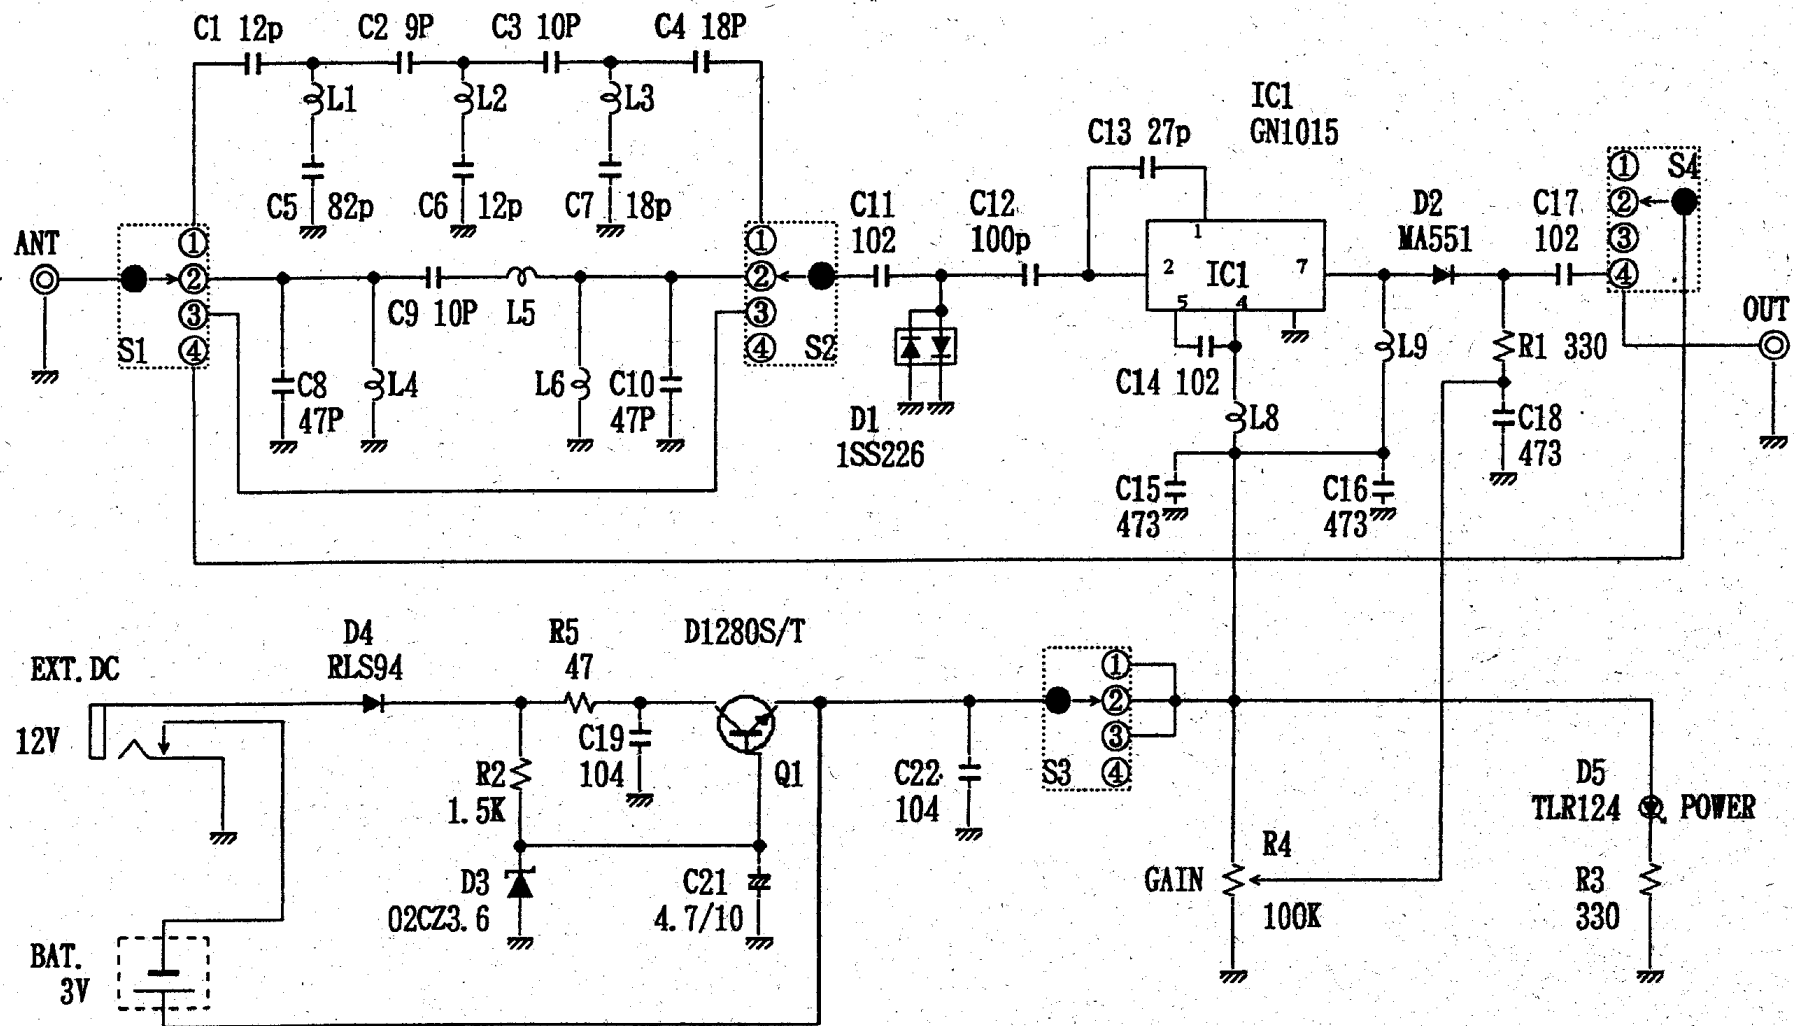 C1 12p
C2 9P
C3 10P
C4 18P
L1
L2
L3
C5 82p
C6 12p
C7 18p
IC1
GN1015
C13 27p
ANT
①
②
③
④
S1
①
②
③
④
S2
C11
102
C12
100p
1
2
IC1
7
5
4
D2
MA551
C17
102
①
②
③
④
S4
OUT
C9 10P
L5
C8
47P
L4
L6
C10
47P
D1
1SS226
C14 102
L8
L9
R1 330
C18
473
C15
473
C16
473
EXT. DC
12V
D4
RLS94
R5
47
D1280S/T
C19
104
R2
1. 5K
Q1
D3
02CZ3. 6
C21
4. 7/10
C22
104
①
②
③
④
S3
GAIN
R4
100K
D5
TLR124
POWER
R3
330
BAT.
3V